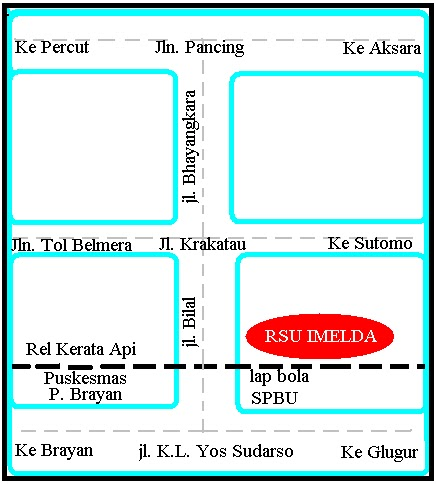 Ke Percut
Jln. Pancing
Ke Aksara
jl. Bhayangkara
Jln. Tol Belmera
Jl. Krakatau
Ke Sutomo
jl. Bilal
RSU IMELDA
Rel Kerata Api
Puskesmas
P. Brayan
lap bola
SPBU
Ke Brayan
jl. K.L. Yos Sudarso
Ke Glugur